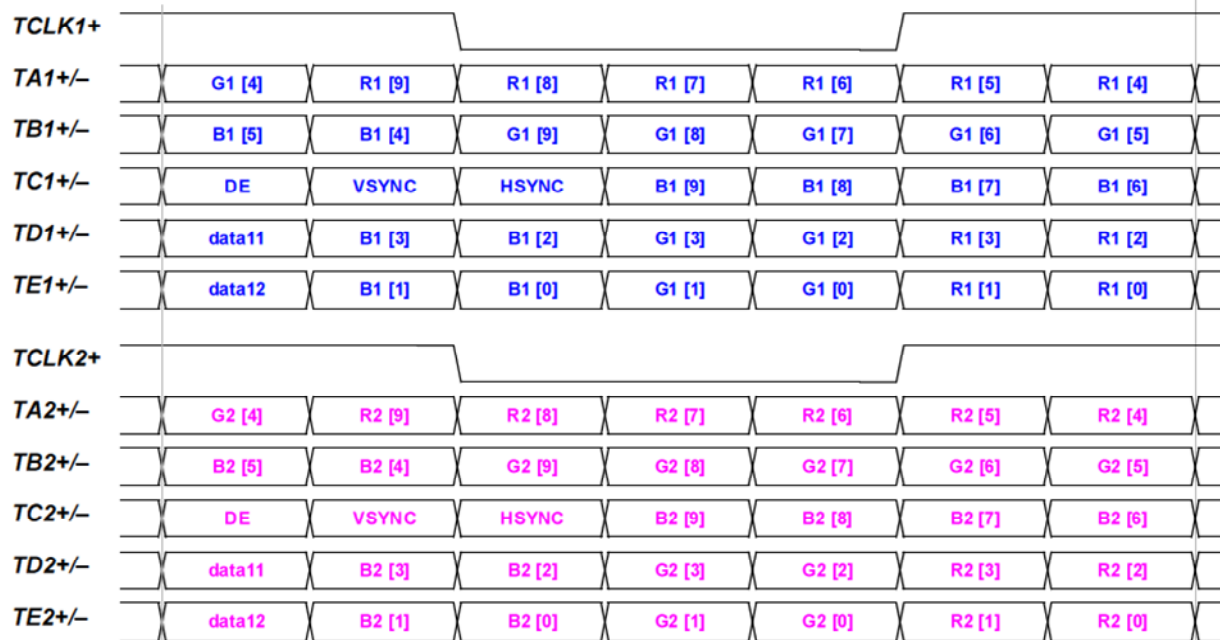 TCLK1+
TA1+/– G1 [4] R1 [9] R1 [8] R1 [7] R1 [6] R1 [5] R1 [4]
TB1+/– B1 [5] B1 [4] G1 [9] G1 [8] G1 [7] G1 [6] G1 [5]
TC1+/– DE VSYNC HSYNC B1 [9] B1 [8] B1 [7] B1 [6]
TD1+/– data11 B1 [3] B1 [2] G1 [3] G1 [2] R1 [3] R1 [2]
TE1+/– data12 B1 [1] B1 [0] G1 [1] G1 [0] R1 [1] R1 [0]
TCLK2+
TA2+/– G2 [4] R2 [9] R2 [8] R2 [7] R2 [6] R2 [5] R2 [4]
TB2+/– B2 [5] B2 [4] G2 [9] G2 [8] G2 [7] G2 [6] G2 [5]
TC2+/– DE VSYNC HSYNC B2 [9] B2 [8] B2 [7] B2 [6]
TD2+/– data11 B2 [3] B2 [2] G2 [3] G2 [2] R2 [3] R2 [2]
TE2+/– data12 B2 [1] B2 [0] G2 [1] G2 [0] R2 [1] R2 [0]